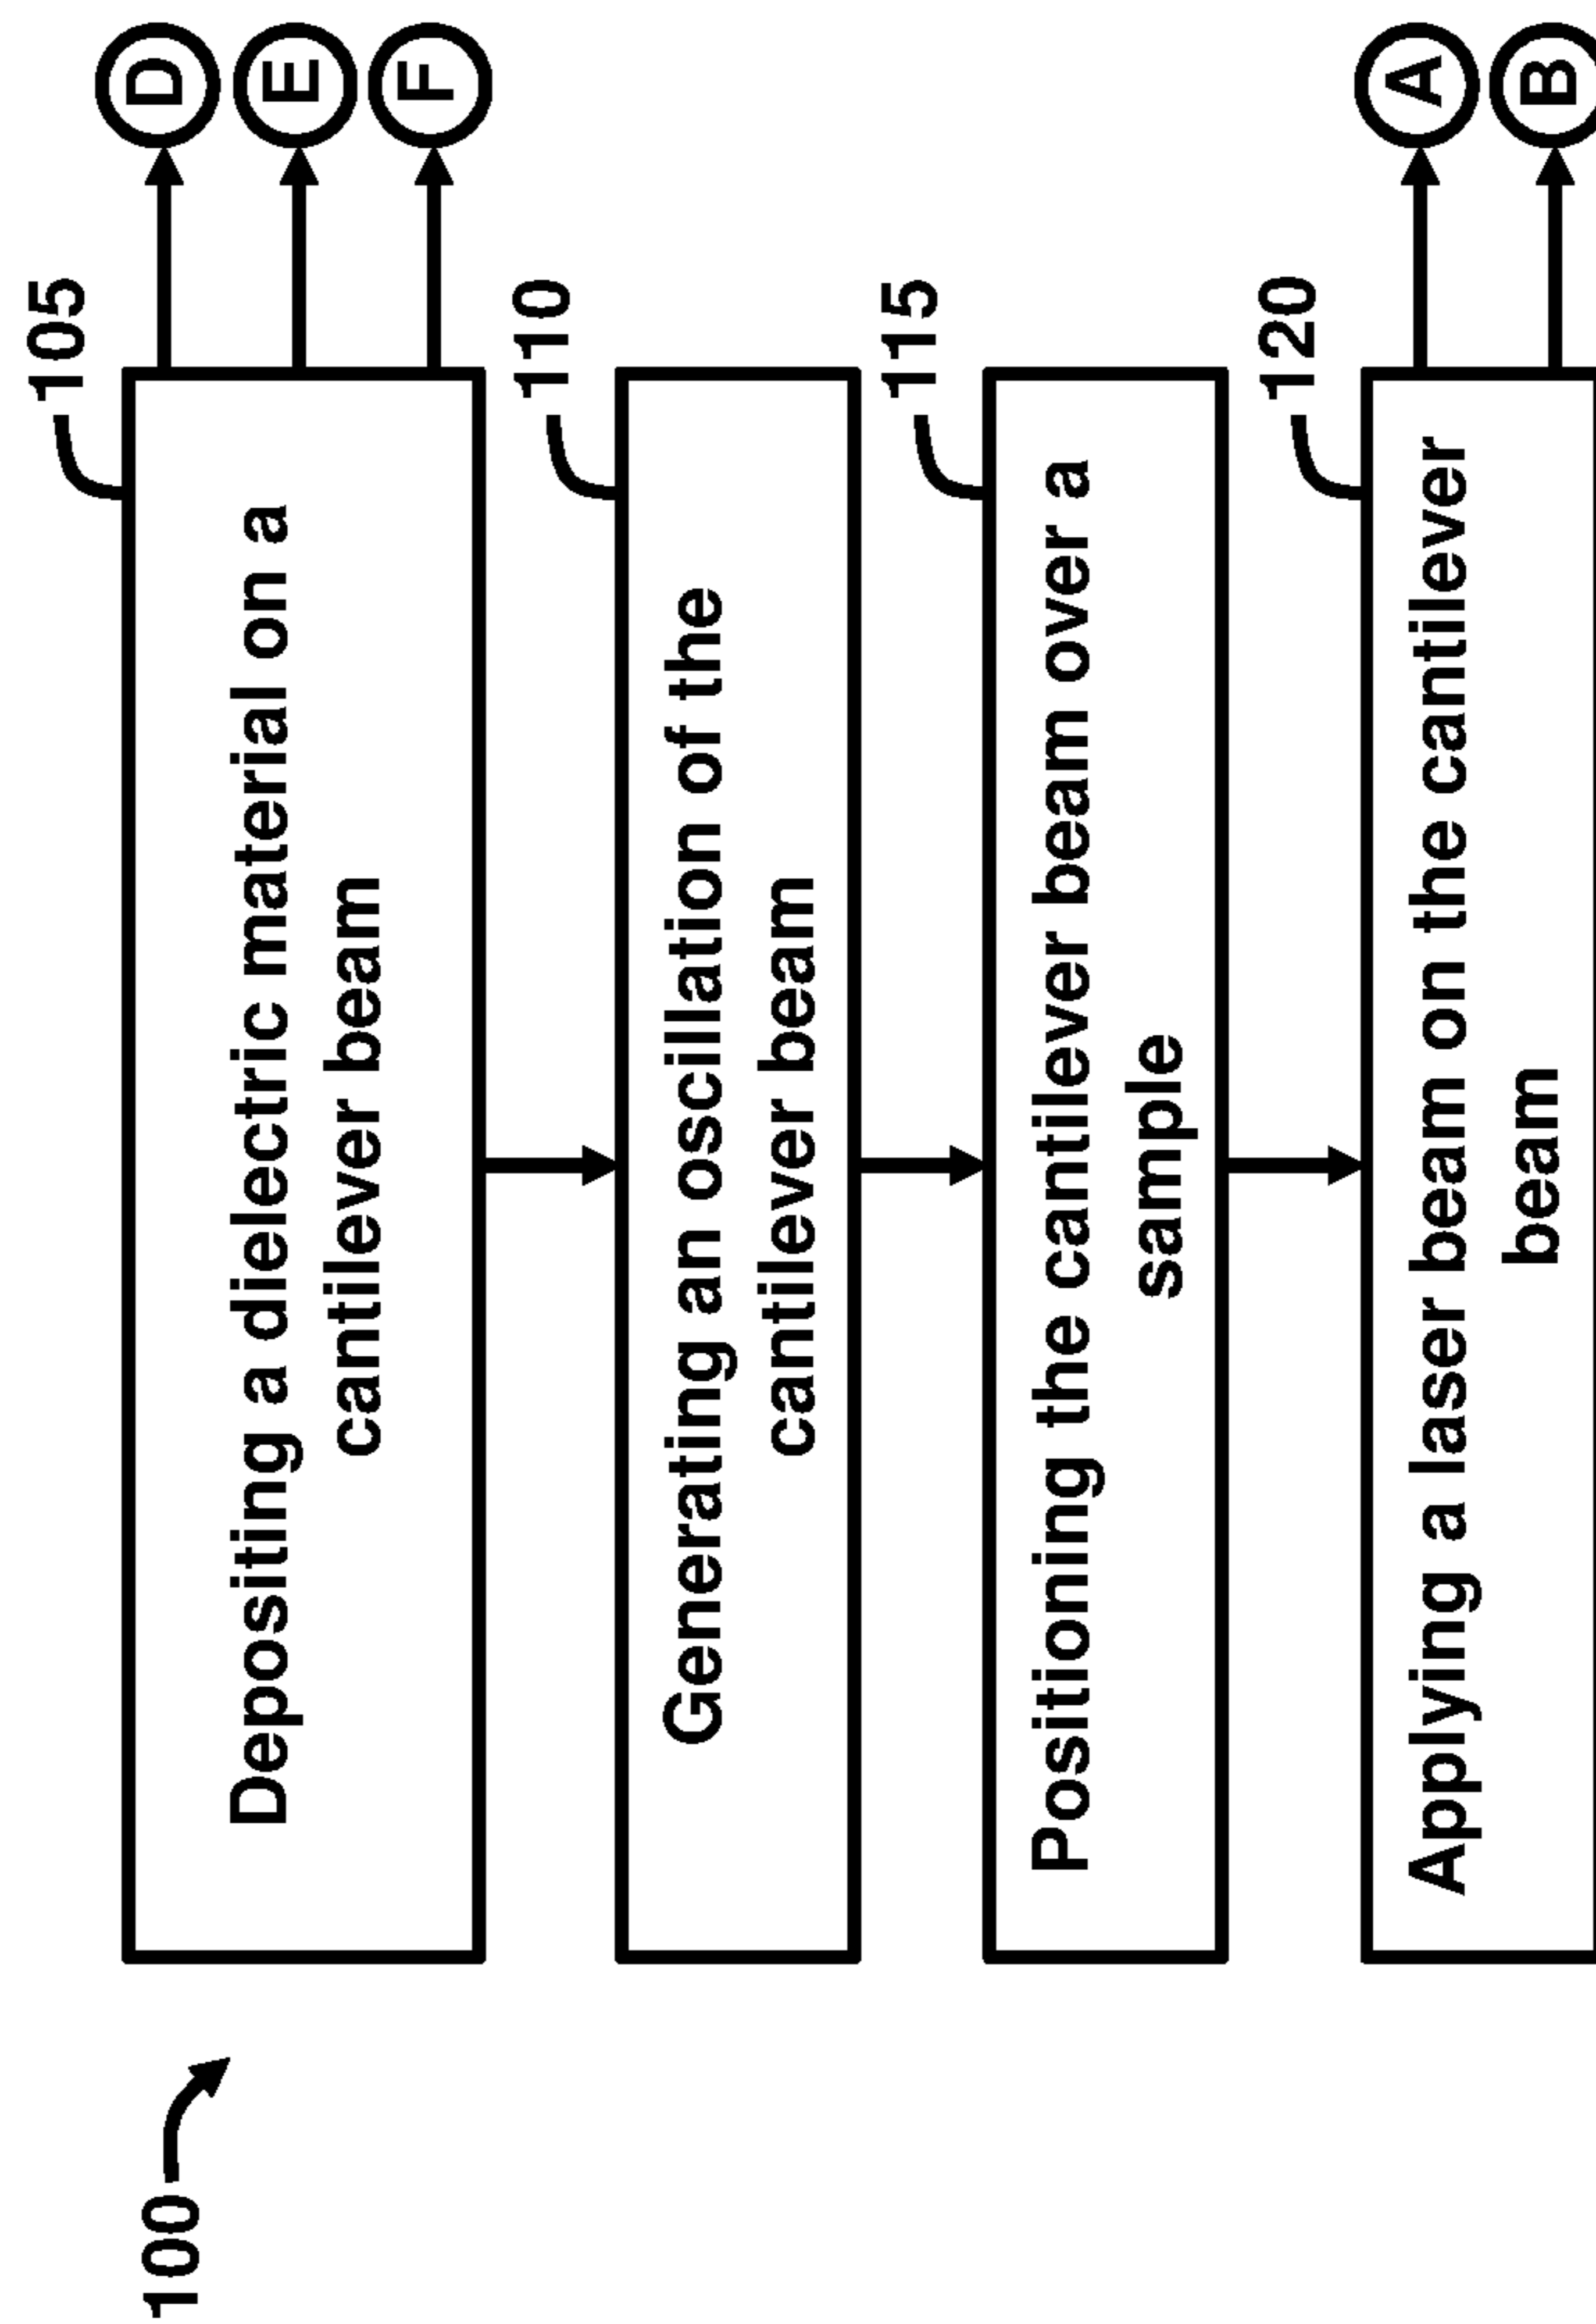 100
105
Depositing a dielectric material on a
cantilever beam
D
E
F
110
Generating an oscillation of the
cantilever beam
115
Positioning the cantilever beam over a
sample
120
Applying a laser beam on the cantilever
beam
A
B